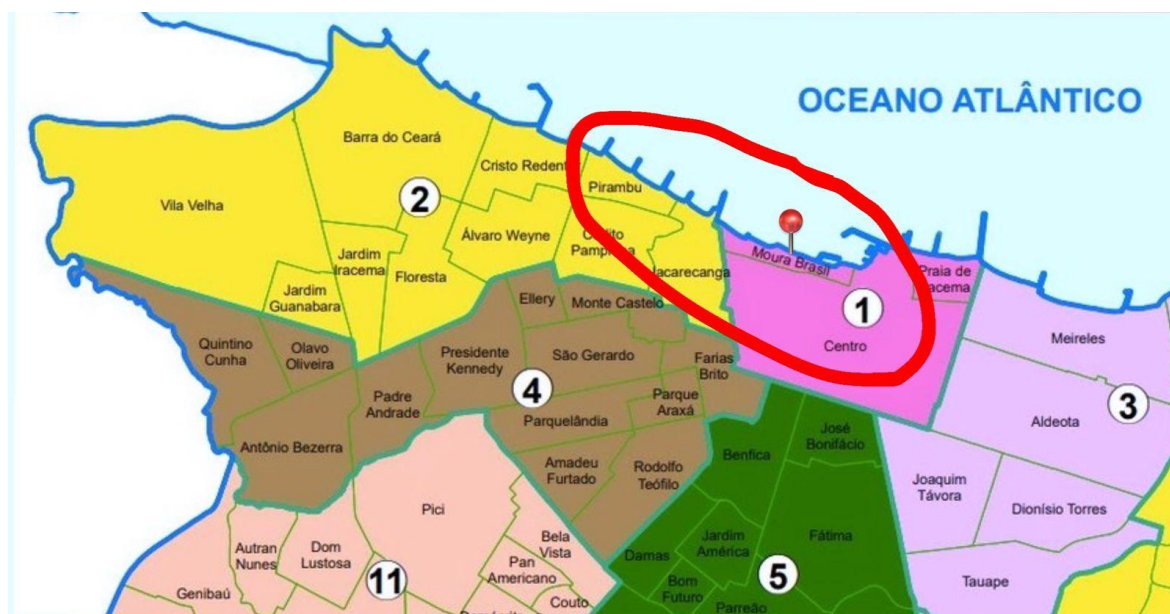 OCEANO ATLÂNTICO
Barra do Ceará
Cristo Redentor
Pirambu
2
Vila Velha
Álvaro Weyne
Moura Brasil
Jacarecanga
Praia de
Iracema
Jardim
Iracema
Floresta
Jardim
Guanabara
Ellery
Monte Castelo
1
Centro
Meireles
Quintino
Cunha
Olavo
Oliveira
Presidente
Kennedy
São Gerardo
Farias
Brito
4
Padre
Andrade
Parque
Araxá
3
Parquelândia
Aldeota
Antônio Bezerra
José
Bonifácio
Benfica
Amadeu
Furtado
Rodolfo
Teófilo
Joaquim
Távora
Dionísio Torres
Pici
Autran
Nunes
Dom
Lustosa
Bela
Vista
Jardim
América
Fátima
Damas
Pan
Americano
11
5
Bom
Futuro
Tauape
Genibaú
Couto
Parreão